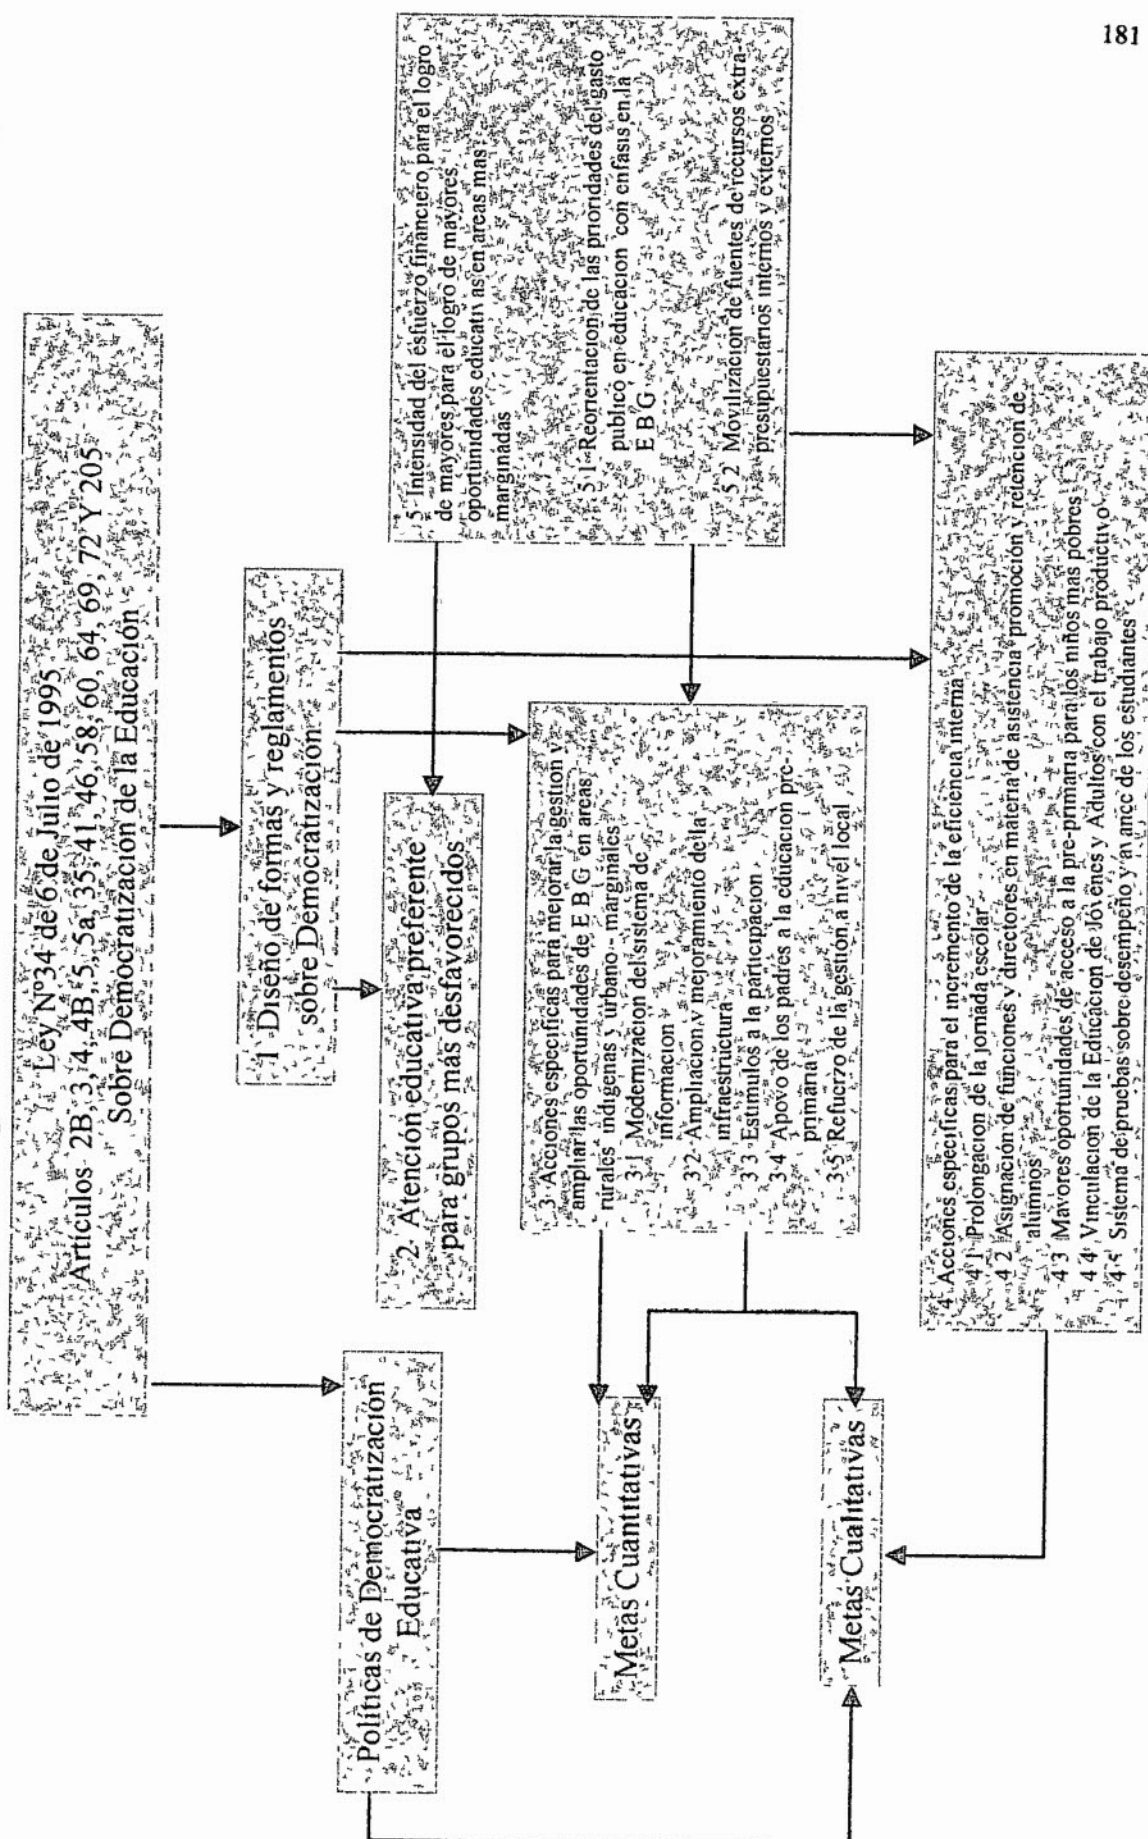 181
Ley Nº34 de 6 de Julio de 1995
Articulos 2B, 3, 4, 4B, 5, 5a, 35, 41, 46, 58, 60, 64, 69, 72 Y 205
Sobre Democratizacion de la Educación
1 Diseño de formas y reglamentos
sobre Democratizacion
Políticas de Democratización
Educativa
2 Atencion educativa preferente
para grupos más desfavorecidos
5 Intensidad del esfuerzo financiero para el logro
de mayores para el logro de mayores
oportunidades educativas en areas mas
marginadas
5 1 Reorientacion de las prioridades del gasto
publico en educacion con enfasis en la
E B G
5 2 Movilizacion de fuentes de recursos extra-
presupuestarios internos y externos
3 Acciones especificas para mejorar la gestion y
ampliar las oportunidades de E B G en areas
rurales indigenas y urbano - marginales
3 1 Modernizacion del sistema de
informacion
3 2 Ampliacion y mejoramiento de la
infraestructura
3 3 Estimulos a la participacion
3 4 Apoyo de los padres a la educacion pre-
primaria
3 5 Refuerzo de la gestion a nivel local
Metas Cuantitativas
Metas Cualitativas
4 Acciones especificas para el incremento de la eficiencia interna
4 1 Prolongacion de la jornada escolar
4 2 Asignación de funciones y directores en materia de asistencia promoción y retencion de
alumnos
4 3 Mayores oportunidades de acceso a la pre-primaria para los niños mas pobres
4 4 Vinculacion de la Educacion de Jóvenes y Adultos con el trabajo productivo
4 5 Sistema de pruebas sobre desempeño y avance de los estudiantes